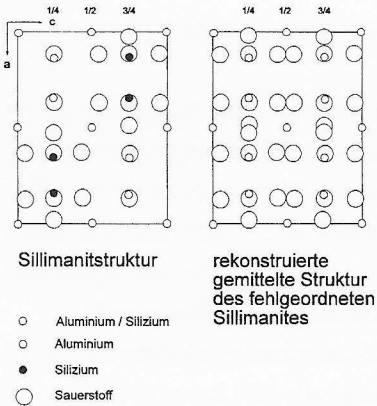 1/4 1/2 3/4 1/4 1/2 3/4
c
a
Sillimanitstruktur
rekonstruierte
gemittelte Struktur
des fehlgeordneten
Sillimanites
Aluminium / Silizium
Aluminium
Silizium
Sauerstoff